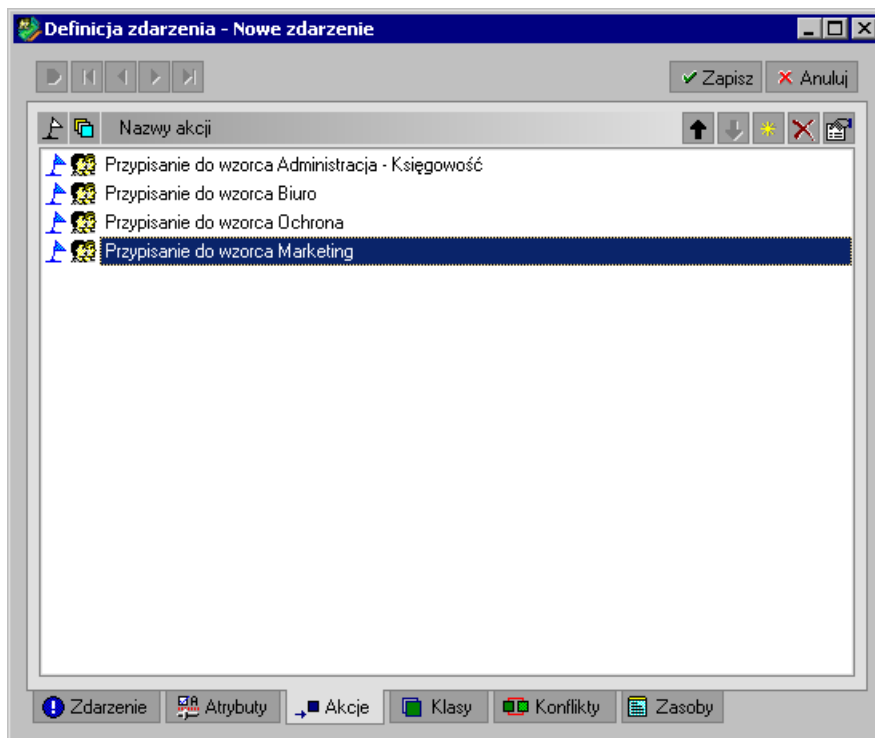 Definicja zdarzenia - Nowe zdarzenie
Zapisz Anuluj
Nazwy akcji
Przypisanie do wzorca Administracja - Księgowość
Przypisanie do wzorca Biuro
Przypisanie do wzorca Ochrona
Przypisanie do wzorca Marketing
Zdarzenie Atrybuty Akcje Klasy Konflikty Zasoby